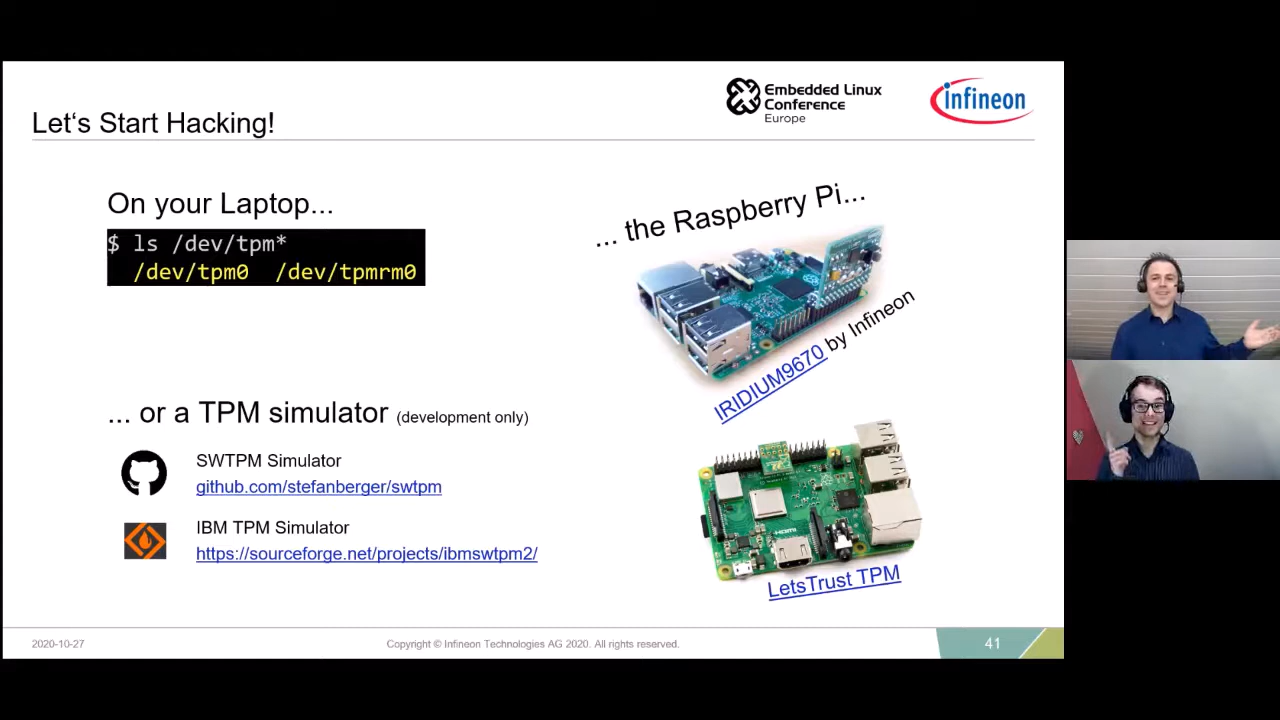 Embedded Linux
Conference
Europe
infineon
Let's Start Hacking!
On your Laptop...
$ ls /dev/tpm*
/dev/tpm0 /dev/tpmrm0
... the Raspberry Pi...
IRIDIUM9670 by Infineon
... or a TPM simulator (development only)
SWTPM Simulator
github.com/stefanberger/swtpm
IBM TPM Simulator
https://sourceforge.net/projects/ibmswtpm2/
HDMI
LetsTrust TPM
2020-10-27
Copyright © Infineon Technologies AG 2020. All rights reserved.
41